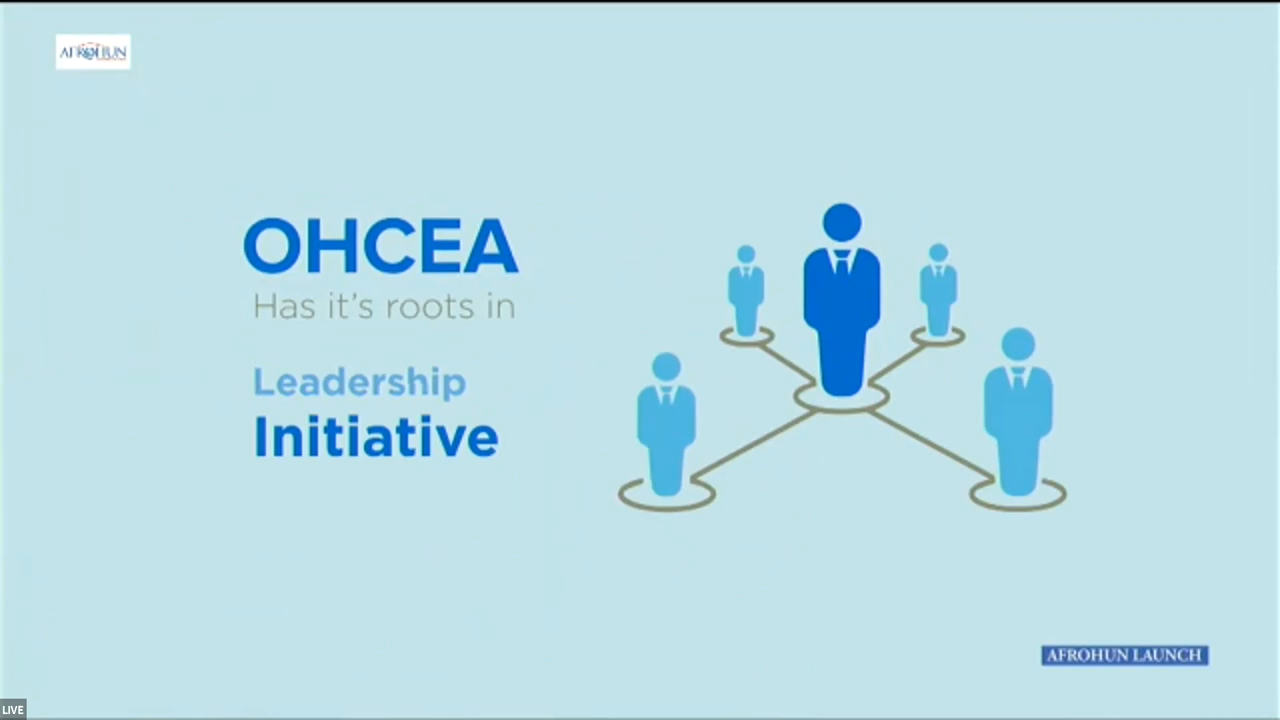 AFROHUN
OHCEA
Has it's roots in
Leadership
Initiative
AFROHUN LAUNCH
LIVE